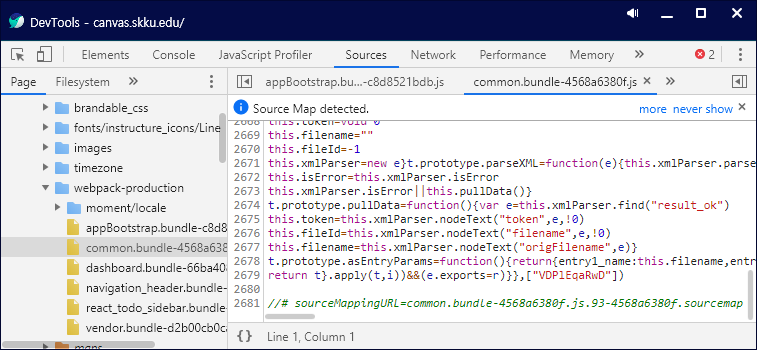 DevTools - canvas.skku.edu/
Elements Console JavaScript Profiler Sources Network Performance Memory 2
Page Filesystem
appBootstrap.bu...-c8d8521bdb.js common.bundle-4568a6380f.js
brandable_css
fonts/instructure_icons/Line
images
timezone
webpack-production
moment/locale
appBootstrap.bundle-c8d8
common.bundle-4568a638
dashboard.bundle-66ba408
navigation_header.bundle-
react_todo_sidebar.bundle
vendor.bundle-d2b00cb0ca
maps
Source Map detected. more never show
2668 this.token=void 0
2669 this.filename=""
2670 this.fileId=-1
2671 this.xmlParser=new e}t.prototype.parseXML=function(e){this.xmlParser.parse
2672 this.isError=this.xmlParser.isError
2673 this.xmlParser.isError||this.pullData()}
2674 t.prototype.pullData=function(){var e=this.xmlParser.find("result_ok")
2675 this.token=this.xmlParser.nodeText("token",e,!0)
2676 this.fileId=this.xmlParser.nodeText("filename",e,!0)
2677 this.filename=this.xmlParser.nodeText("origFilename",e)}
2678 t.prototype.asEntryParams=function(){return{entry1_name:this.filename,entr
2679 return t}.apply(t,i))&&(e.exports=r)}},["VDPlEqaRwD"])
2680
2681 //# sourceMappingURL=common.bundle-4568a6380f.js.93-4568a6380f.sourcemap
{} Line 1, Column 1